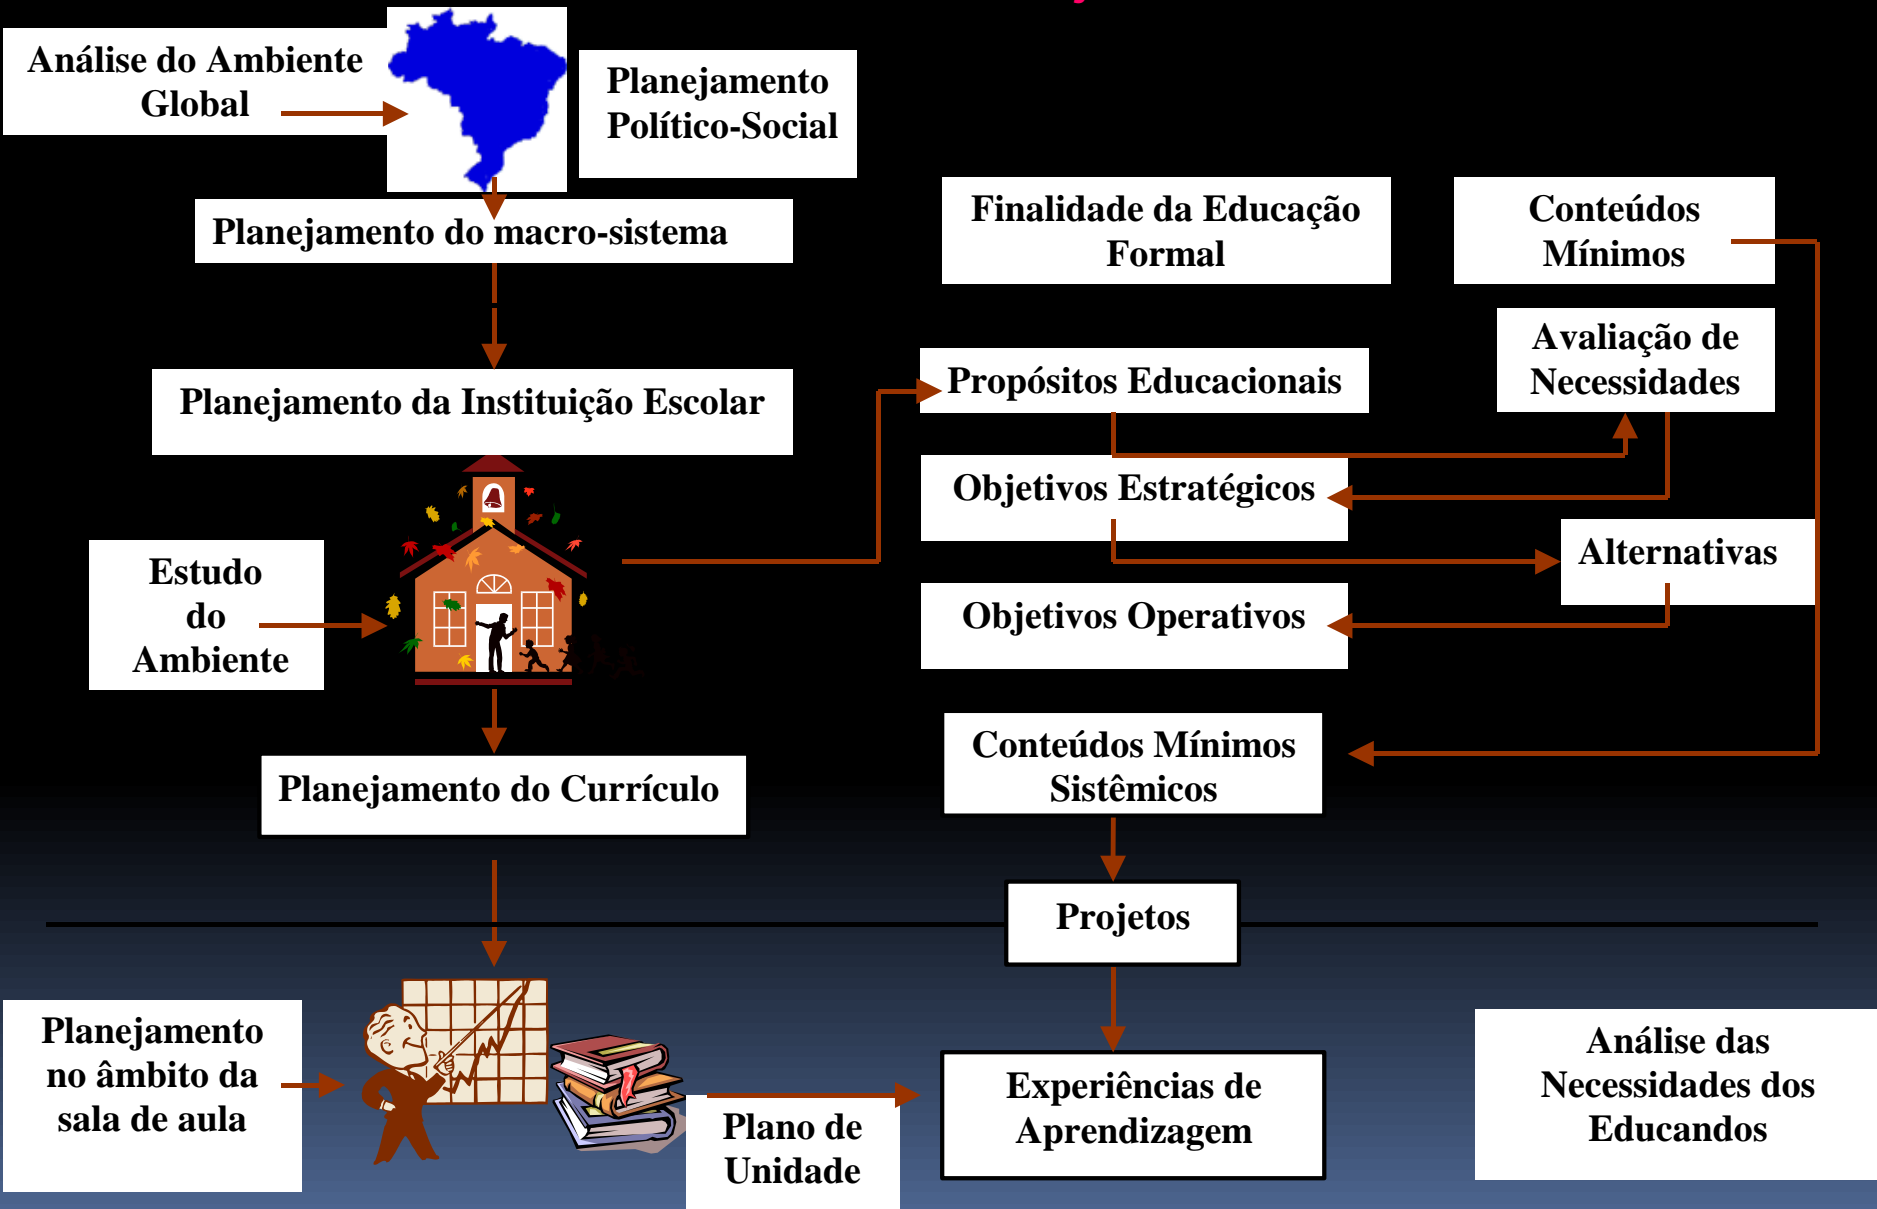 Análise do Ambiente
Global
Planejamento
Político-Social
Planejamento do macro-sistema
Finalidade da Educação
Formal
Conteúdos
Mínimos
Avaliação de
Necessidades
Planejamento da Instituição Escolar
Propósitos Educacionais
Objetivos Estratégicos
Alternativas
Estudo
do
Ambiente
Objetivos Operativos
Planejamento do Currículo
Conteúdos Mínimos
Sistêmicos
Projetos
Planejamento
no âmbito da
sala de aula
Plano de
Unidade
Experiências de
Aprendizagem
Análise das
Necessidades dos
Educandos